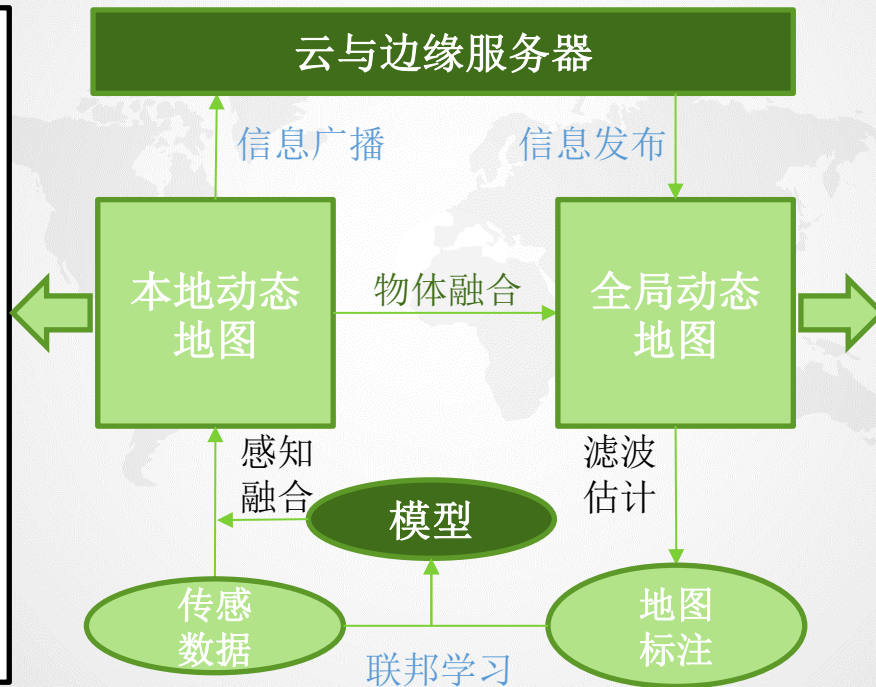 云与边缘服务器
信息广播
信息发布
本地动态
地图
物体融合
全局动态
地图
感知
融合
滤波
估计
模型
传感
数据
地图
标注
联邦学习